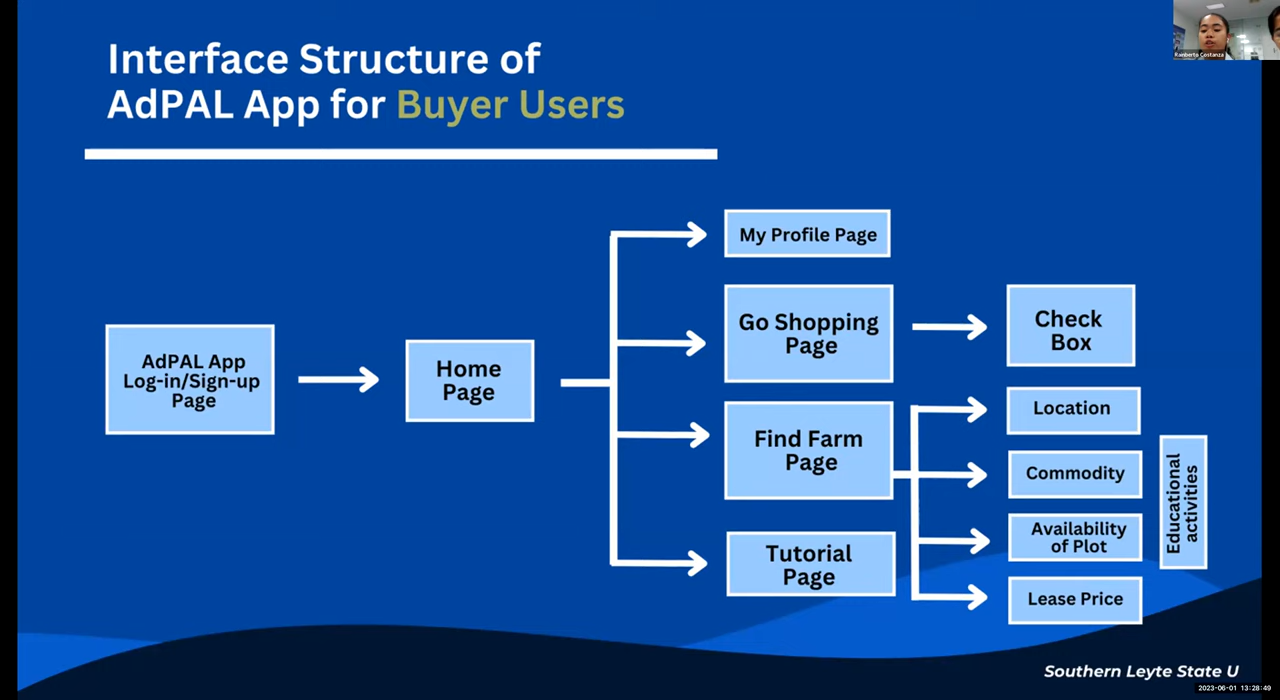 Interface Structure of
AdPAL App for Buyer Users
My Profile Page
Go Shopping
Page
Check
Box
AdPAL App
Log-in/Sign-up
Page
Home
Page
Find Farm
Page
Location
Commodity
Availability
of Plot
Lease Price
Educational
activities
Tutorial
Page
Southern Leyte State U
Ramberto Costanza
2023-06-01 13:28:49